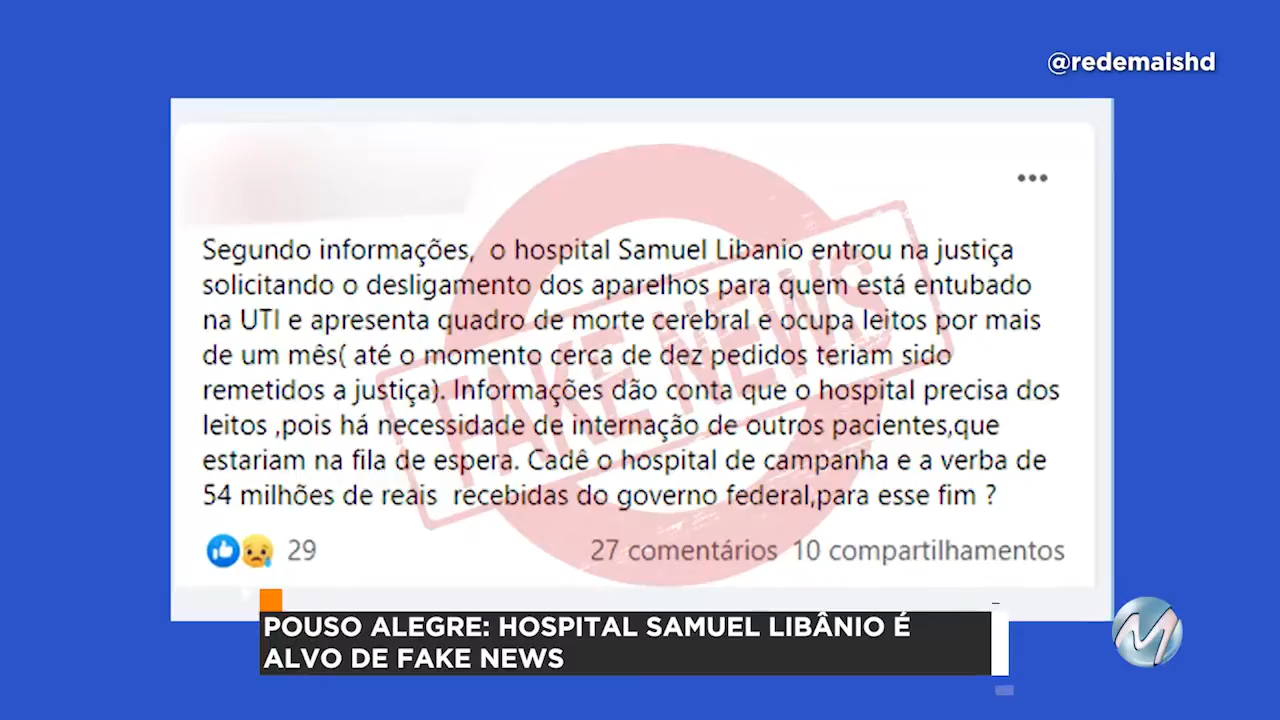 @redemaishd
Segundo informações, o hospital Samuel Libanio entrou na justiça
solicitando o desligamento dos aparelhos para quem está entubado
na UTI e apresenta quadro de morte cerebral e ocupa leitos por mais
de um mês( até o momento cerca de dez pedidos teriam sido
remetidos a justiça). Informações dão conta que o hospital precisa dos
leitos ,pois há necessidade de internação de outros pacientes,que
estariam na fila de espera. Cadê o hospital de campanha e a verba de
54 milhões de reais recebidas do governo federal,para esse fim ?
FAKE NEWS
29
27 comentários 10 compartilhamentos
POUSO ALEGRE: HOSPITAL SAMUEL LIBÂNIO É
ALVO DE FAKE NEWS
M